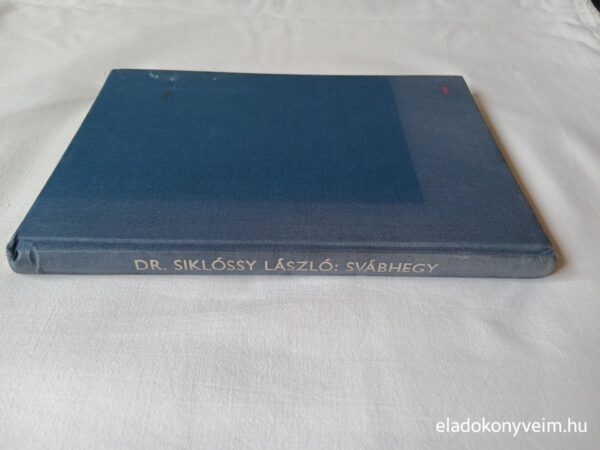 DR. SIKLÓSSY LÁSZLÓ: SVÁBHEGY
eladokonyveim.hu